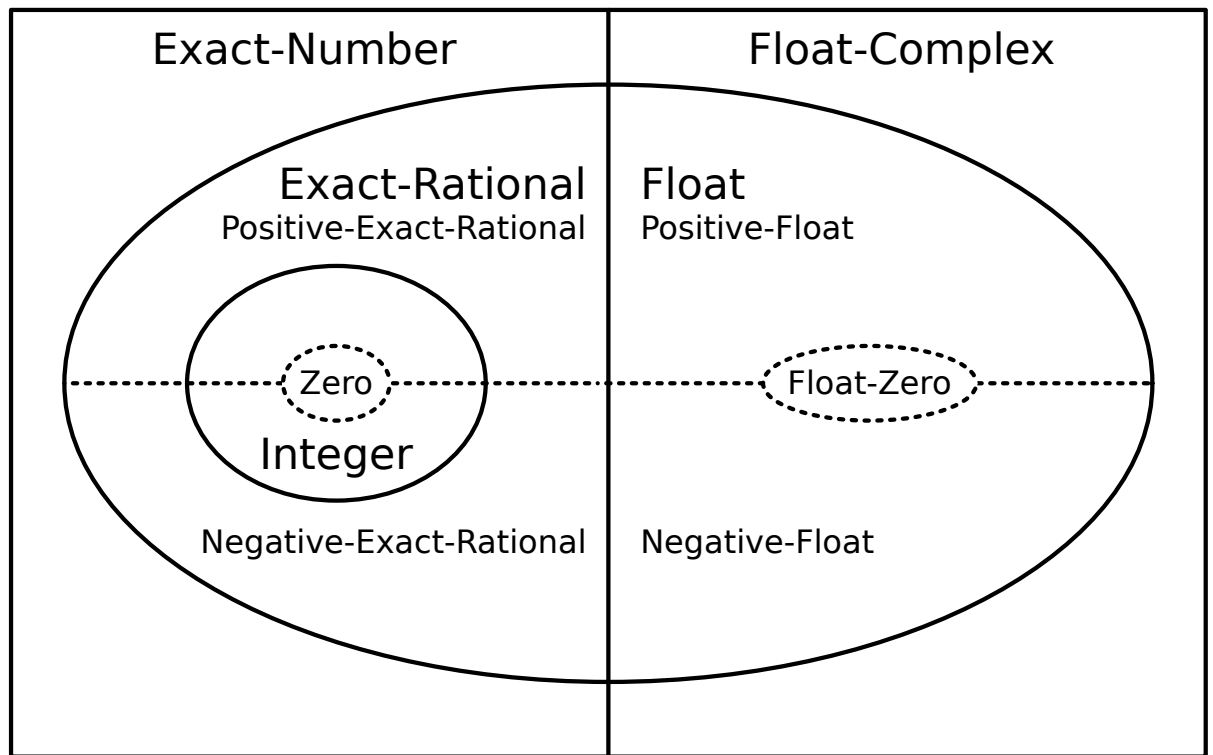 Exact-Number
Float-Complex
Exact-Rational
Float
Positive-Exact-Rational
Positive-Float
Zero
Float-Zero
Integer
Negative-Exact-Rational
Negative-Float